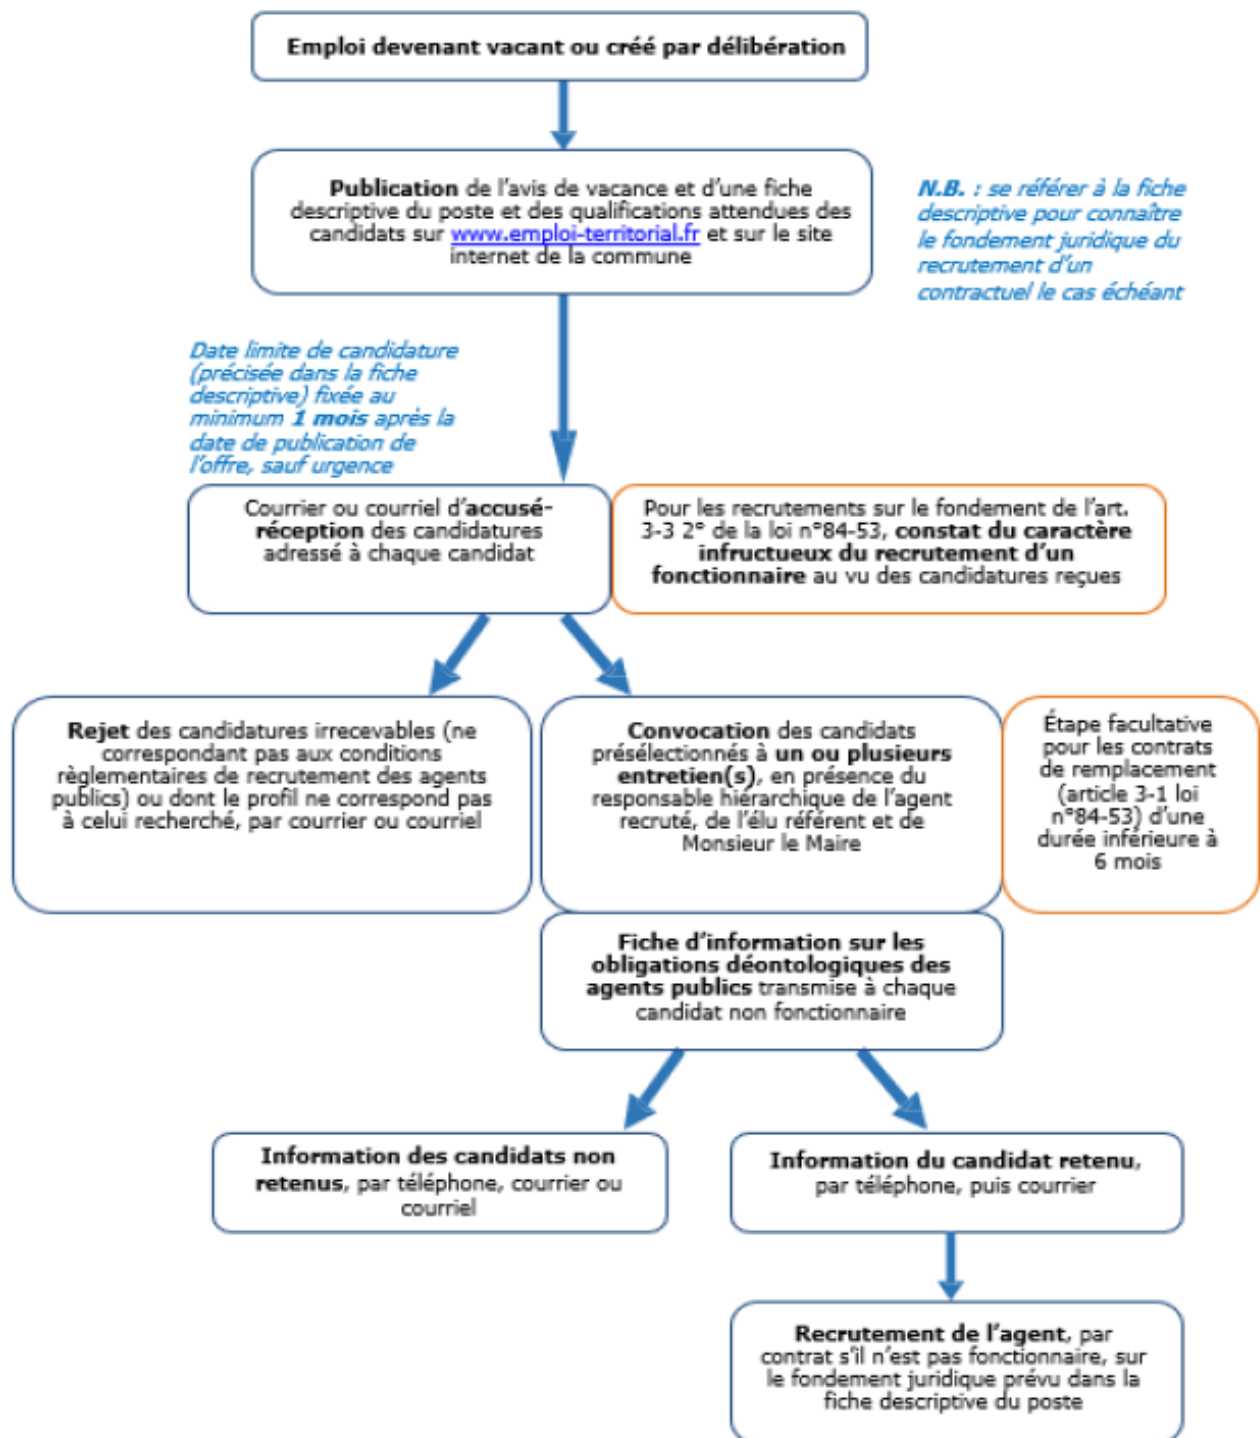 Emploi devenant vacant ou créé par délibération
Publication de l'avis de vacance et d'une fiche
descriptive du poste et des qualifications attendues des
candidats sur www.emploi-territorial.fr et sur le site
internet de la commune
N.B. : se référer à la fiche
descriptive pour connaître
le fondement juridique du
recrutement d'un
contractuel le cas échéant
Date limite de candidature
(précisée dans la fiche
descriptive) fixée au
minimum 1 mois après la
date de publication de
l'offre, sauf urgence
Courrier ou courriel d'accusé-
réception des candidatures
adressé à chaque candidat
Pour les recrutements sur le fondement de l'art.
3-3 2° de la loi n°84-53, constat du caractère
infructueux du recrutement d'un
fonctionnaire au vu des candidatures reçues
Rejet des candidatures irrecevables (ne
correspondant pas aux conditions
règlementaires de recrutement des agents
publics) ou dont le profil ne correspond pas
à celui recherché, par courrier ou courriel
Convocation des candidats
présélectionnés à un ou plusieurs
entretien(s), en présence du
responsable hiérarchique de l'agent
recruté, de l'élu référent et de
Monsieur le Maire
Étape facultative
pour les contrats
de remplacement
(article 3-1 loi
n°84-53) d'une
durée inférieure à
6 mois
Fiche d'information sur les
obligations déontologiques des
agents publics transmise à chaque
candidat non fonctionnaire
Information des candidats non
retenus, par téléphone, courrier ou
courriel
Information du candidat retenu,
par téléphone, puis courrier
Recrutement de l'agent, par
contrat s'il n'est pas fonctionnaire, sur
le fondement juridique prévu dans la
fiche descriptive du poste